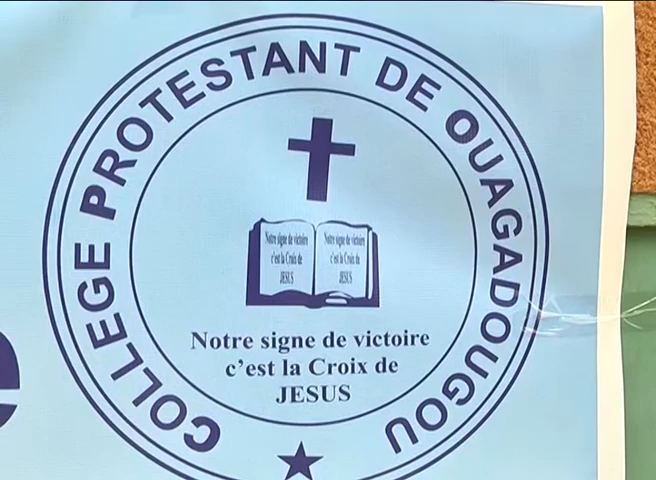 COLLEGE PROTESTANT DE OUAGADOUGOU
Notre signe de victoire
c'est la Croix de
JESUS
Notre signe de victoire
c'est la Croix de
JESUS
Notre signe de victoire
c'est la Croix de
JESUS